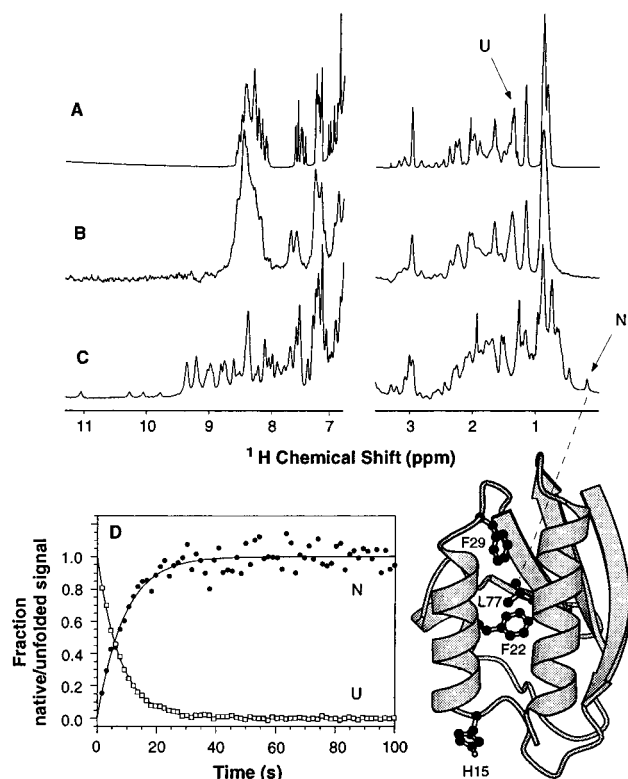 U
A
B
C
N
11 10 9 8 7 3 2 1
¹H Chemical Shift (ppm)
D
1.0
0.8
0.6
0.4
0.2
0.0
Fraction
native/unfolded signal
N
U
0 20 40 60 80 100
Time (s)
F29
L77
F22
H15